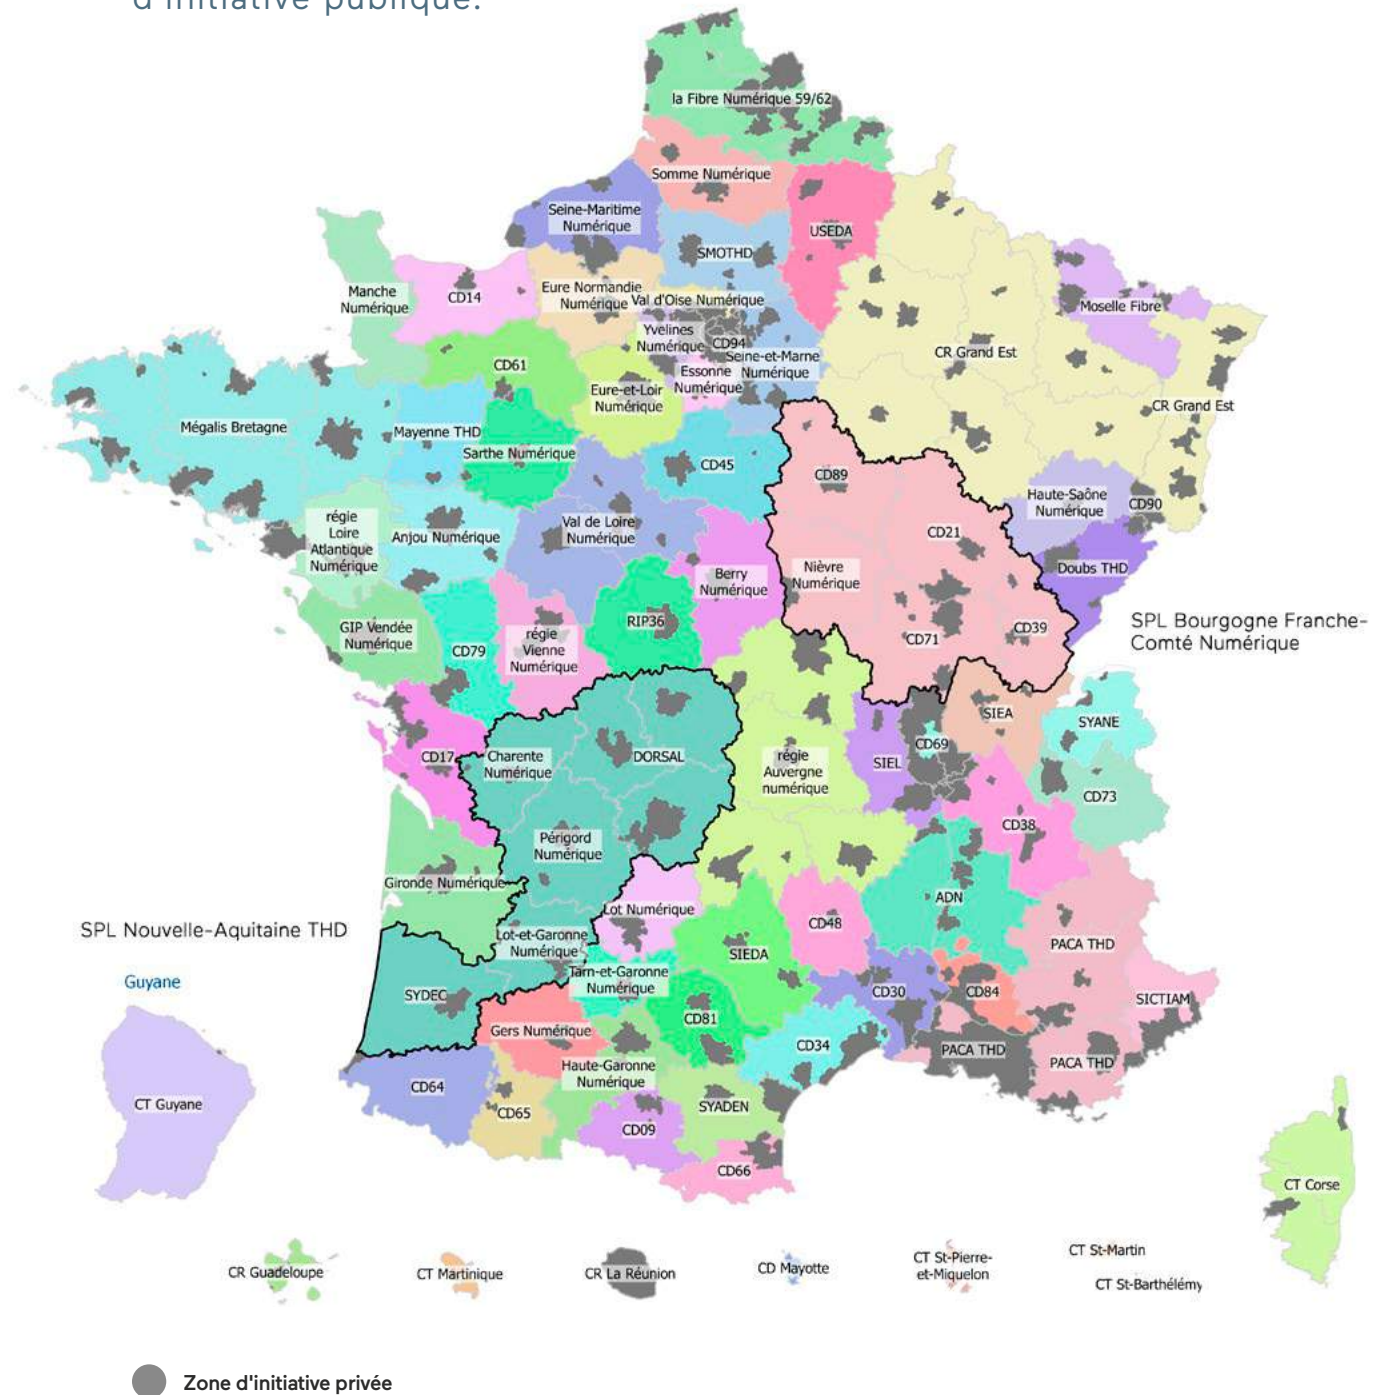 d'initiative publique.
la Fibre Numérique 59/62
Somme Numérique
Seine-Maritime
Numérique
USEDA
SMOTHD
Manche
Numérique
CD14
Eure Normandie
Numérique
Val d'Oise Numérique
Moselle Fibre
Yvelines
Numérique
CD94
CR Grand Est
Seine-et-Marne
Numérique
CD61
Essonne
Numérique
Eure-et-Loir
Numérique
CR Grand Est
Mégalis Bretagne
Mayenne THD
Sarthe Numérique
CD45
CD89
Haute-Saône
Numérique
CD90
régie
Loire
Atlantique
Numérique
Anjou Numérique
Val de Loire
Numérique
CD21
Berry
Numérique
Nièvre
Numérique
Doubs THD
SPL Bourgogne Franche-
Comté Numérique
GIP Vendée
Numérique
CD79
régie
Vienne
Numérique
RIP36
CD71
CD39
SIEA
SYANE
CD17
Charente
Numérique
DORSAL
régie
Auvergne
numérique
SIEL
CD69
CD73
CD38
Périgord
Numérique
Gironde Numérique
ADN
SPL Nouvelle-Aquitaine THD
Lot Numérique
CD48
Lot-et-Garonne
Numérique
SIEDA
PACA THD
Guyane
Tarn-et-Garonne
Numérique
SYDEC
CD30
CD84
SICTIAM
CD81
Gers Numérique
CD34
PACA THD
PACA THD
Haute-Garonne
Numérique
CD64
CD65
SYADEN
CT Guyane
CD09
CD66
CT Corse
CR Guadeloupe
CT Martinique
CR La Réunion
CD Mayotte
CT St-Pierre-
et-Miquelon
CT St-Martin
CT St-Barthélémy
Zone d'initiative privée